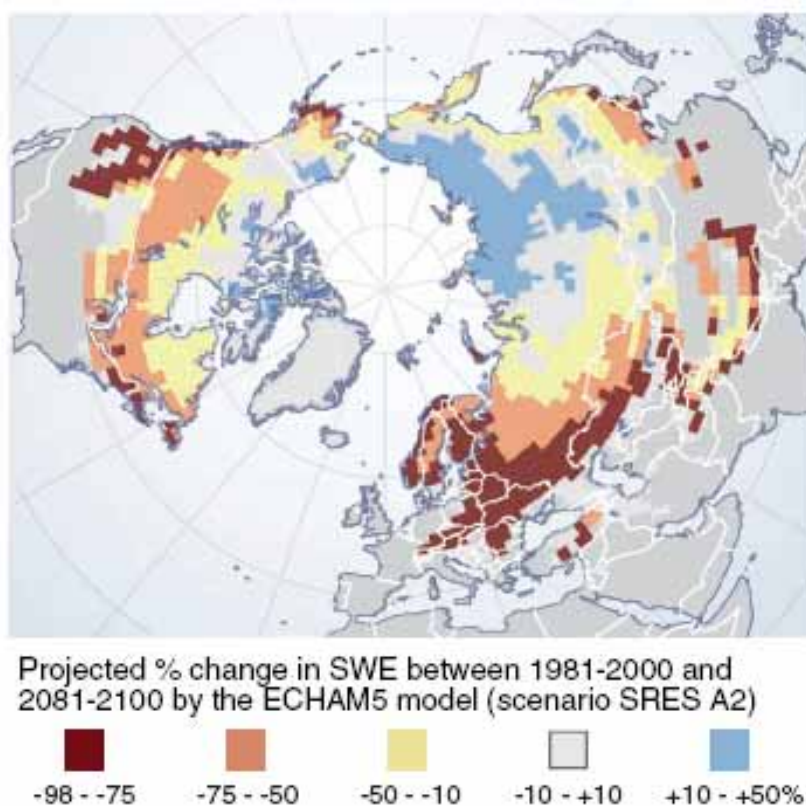 Projected % change in SWE between 1981-2000 and
2081-2100 by the ECHAM5 model (scenario SRES A2)
-98 - -75 -75 - -50 -50 - -10 -10 - +10 +10 - +50%